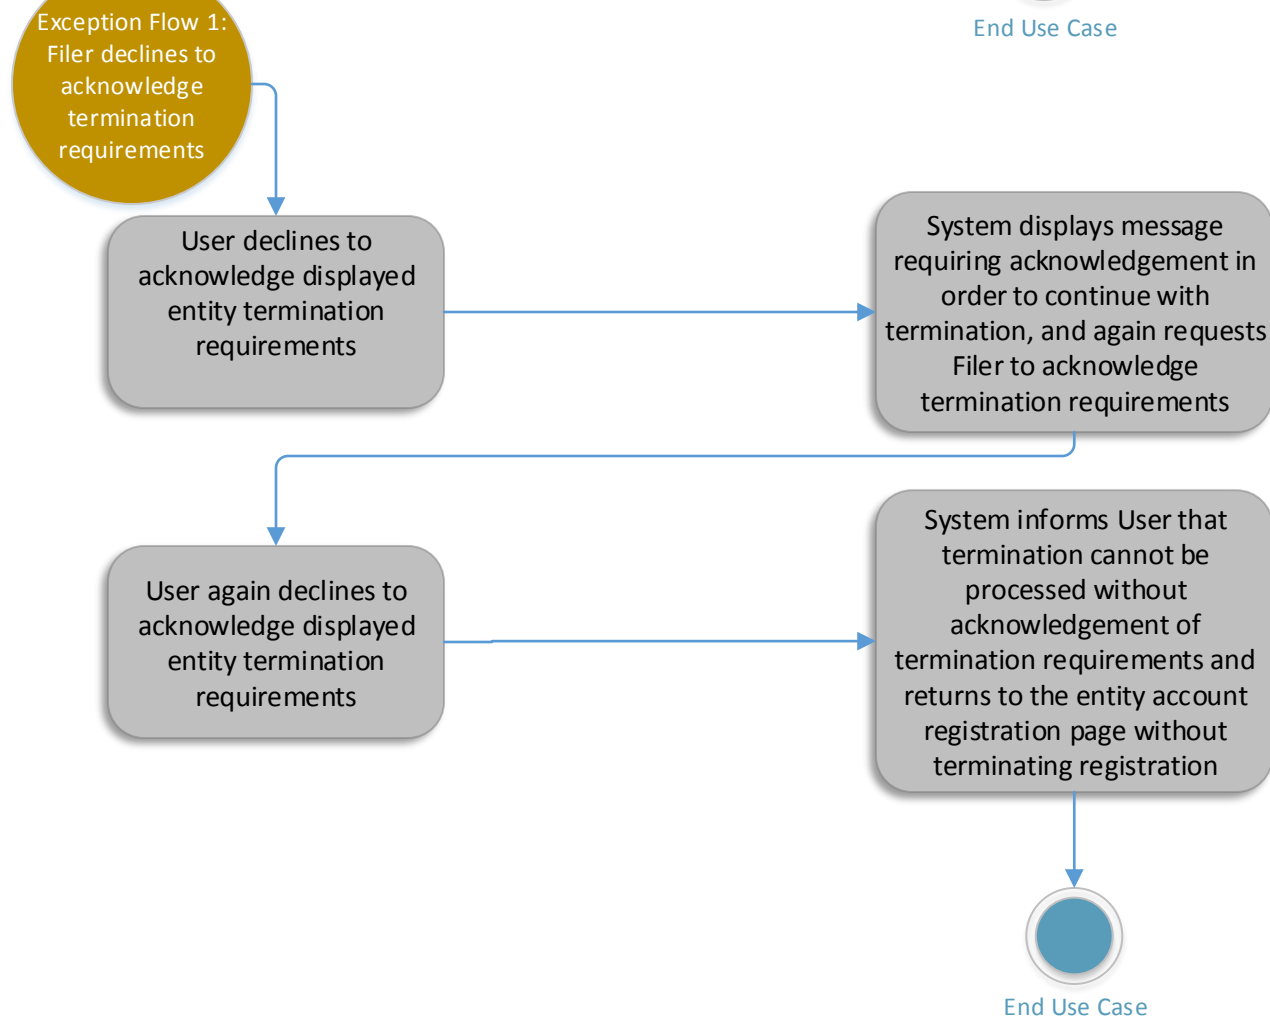 Exception Flow 1:
Filer declines to
acknowledge
termination
requirements
End Use Case
User declines to
acknowledge displayed
entity termination
requirements
System displays message
requiring acknowledgement in
order to continue with
termination, and again requests
Filer to acknowledge
termination requirements
User again declines to
acknowledge displayed
entity termination
requirements
System informs User that
termination cannot be
processed without
acknowledgement of
termination requirements and
returns to the entity account
registration page without
terminating registration
End Use Case